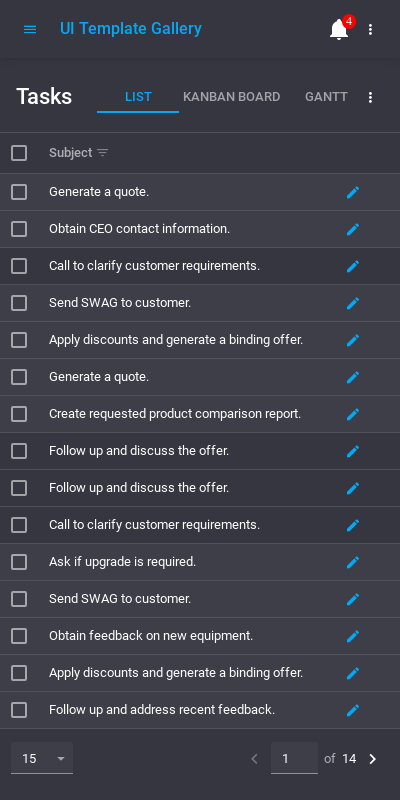 UI Template Gallery
4
Tasks LIST KANBAN BOARD GANTT
Subject
Generate a quote.
Obtain CEO contact information.
Call to clarify customer requirements.
Send SWAG to customer.
Apply discounts and generate a binding offer.
Generate a quote.
Create requested product comparison report.
Follow up and discuss the offer.
Follow up and discuss the offer.
Call to clarify customer requirements.
Ask if upgrade is required.
Send SWAG to customer.
Obtain feedback on new equipment.
Apply discounts and generate a binding offer.
Follow up and address recent feedback.
15 1 of 14